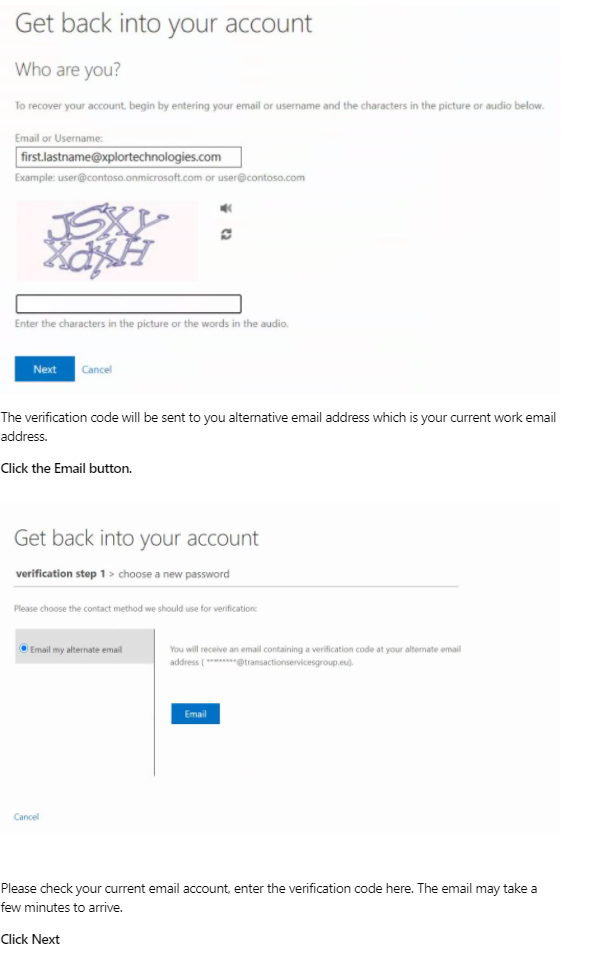 Get back into your account
Who are you?
To recover your account, begin by entering your email or username and the characters in the picture or audio below.
Email or Username:
first.lastname@xplortechnologies.com
Example: user@contoso.onmicrosoft.com or user@contoso.com
Enter the characters in the picture or the words in the audio.
Next Cancel
The verification code will be sent to you alternative email address which is your current work email
address.
Click the Email button.
Get back into your account
verification step 1 > choose a new password
Please choose the contact method we should use for verification:
Email my alternate email
You will receive an email containing a verification code at your alternate email
address ( ********@transactionservicesgroup.eu).
Email
Cancel
Please check your current email account, enter the verification code here. The email may take a
few minutes to arrive.
Click Next